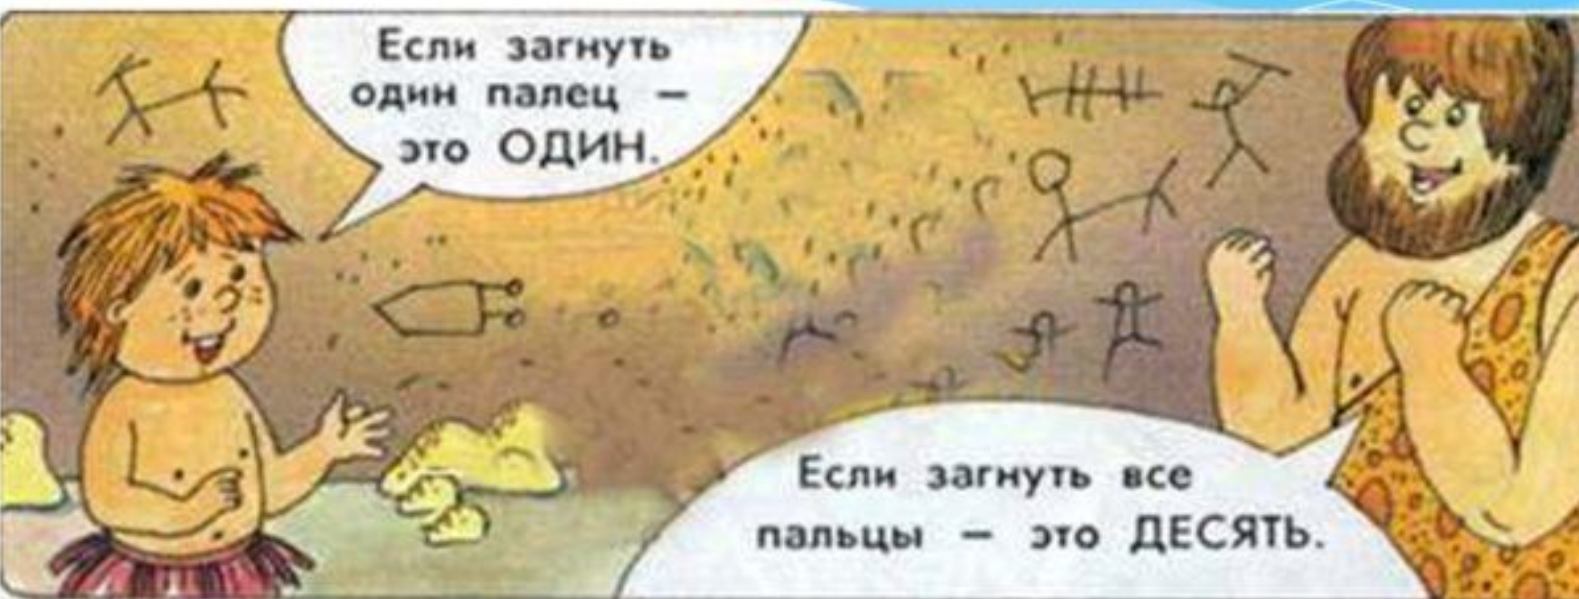 Если загнуть
один палец —
это ОДИН.
Если загнуть все
пальцы — это ДЕСЯТЬ.